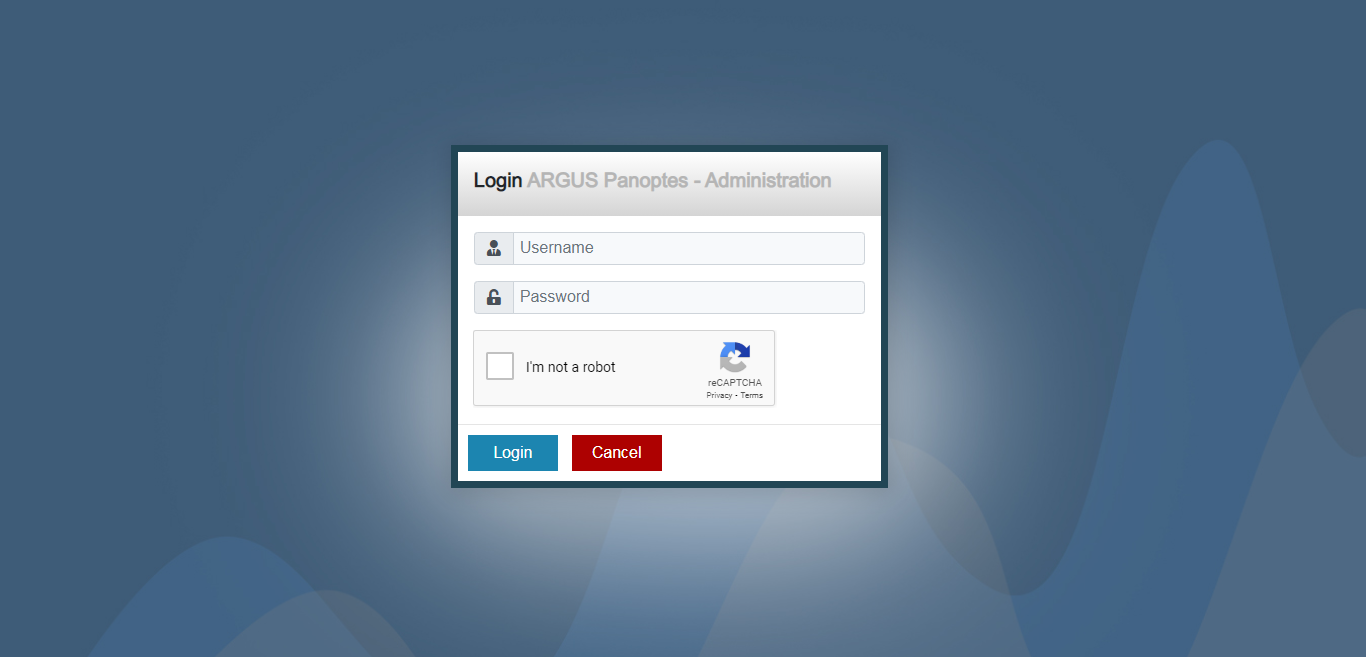 Login ARGUS Panoptes - Administration
Username
Password
I'm not a robot
reCAPTCHA
Privacy - Terms
Login Cancel